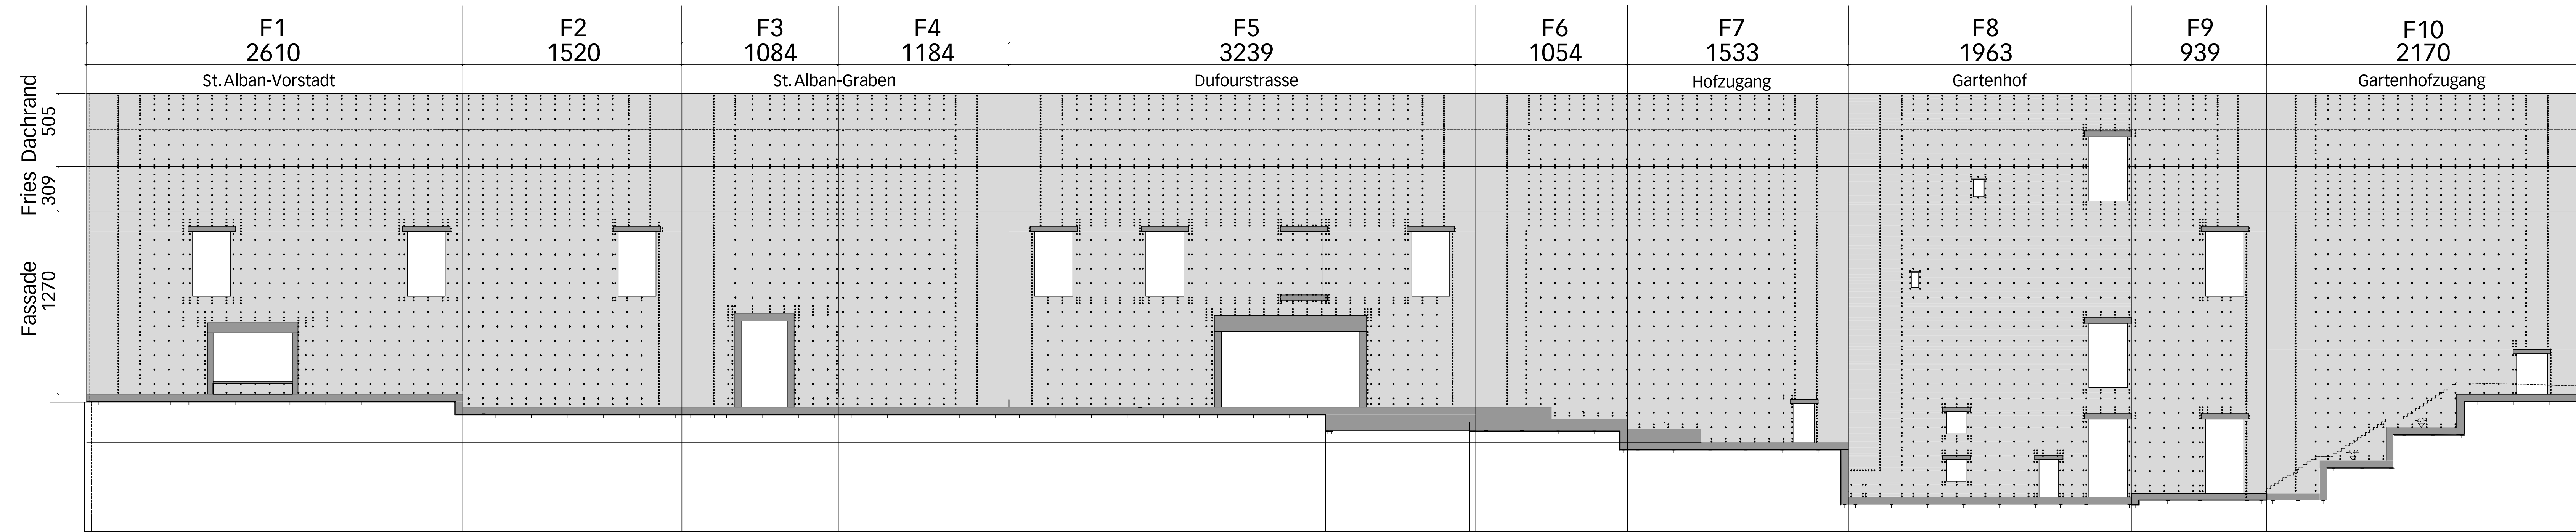 F1 F2 F3 F4 F5 F6 F7 F8 F9 F10
2610 1520 1084 1184 3239 1054 1533 1963 939 2170
St. Alban-Vorstadt St. Alban-Graben Dufourstrasse Hofzugang Gartenhof Gartenhofzugang
Dachrand
505
Fries
309
Fassade
1270